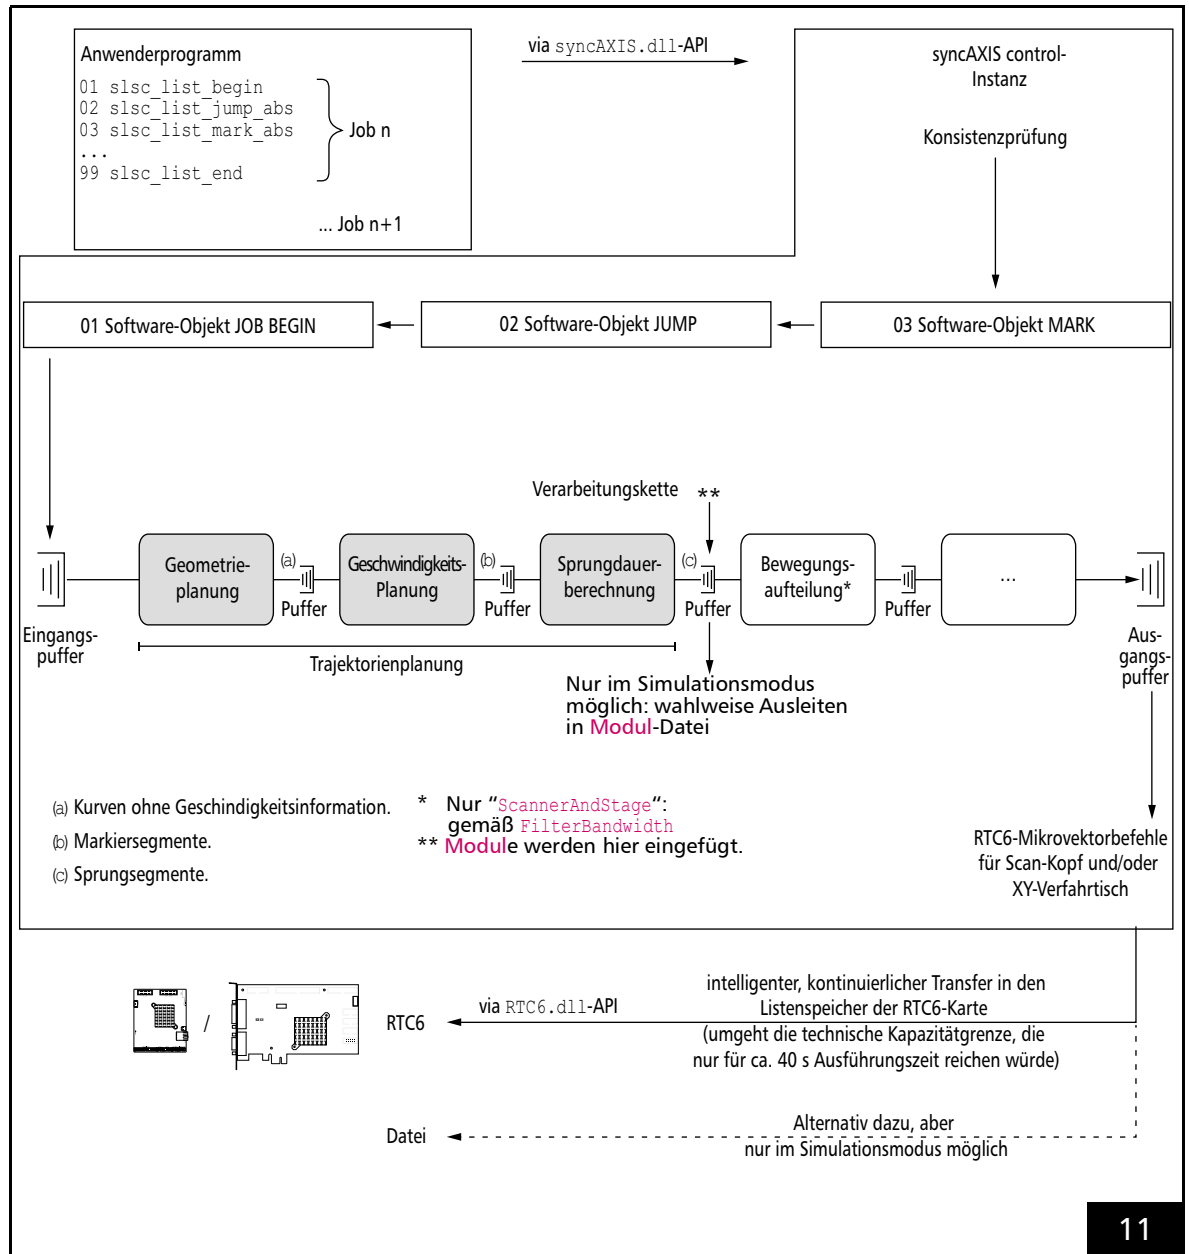 Anwenderprogramm
01 slsc_list_begin
02 slsc_list_jump_abs
03 slsc_list_mark_abs
...
99 slsc_list_end
Job n
... Job n+1
via syncAXIS.dll-API
syncAXIS control-
Instanz
Konsistenzprüfung
01 Software-Objekt JOB BEGIN
02 Software-Objekt JUMP
03 Software-Objekt MARK
Verarbeitungskette
**
Eingangs-
puffer
Geometrie-
planung
(a)
Puffer
Geschwindigkeits-
Planung
(b)
Puffer
Sprungdauer-
berechnung
(c)
Puffer
Bewegungs-
aufteilung*
Puffer
...
Aus-
gangs-
puffer
Trajektorienplanung
Nur im Simulationsmodus
möglich: wahlweise Ausleiten
in Modul-Datei
(a) Kurven ohne Geschindigkeitsinformation.
(b) Markiersegmente.
(c) Sprungsegmente.
* Nur “ScannerAndStage“:
gemäß FilterBandwidth
** Module werden hier eingefügt.
RTC6-Mikrovektorbefehle
für Scan-Kopf und/oder
XY-Verfahrtisch
/
RTC6
via RTC6.dll-API
intelligenter, kontinuierlicher Transfer in den
Listenspeicher der RTC6-Karte
(umgeht die technische Kapazitätgrenze, die
nur für ca. 40 s Ausführungszeit reichen würde)
Datei
Alternativ dazu, aber
nur im Simulationsmodus möglich
11